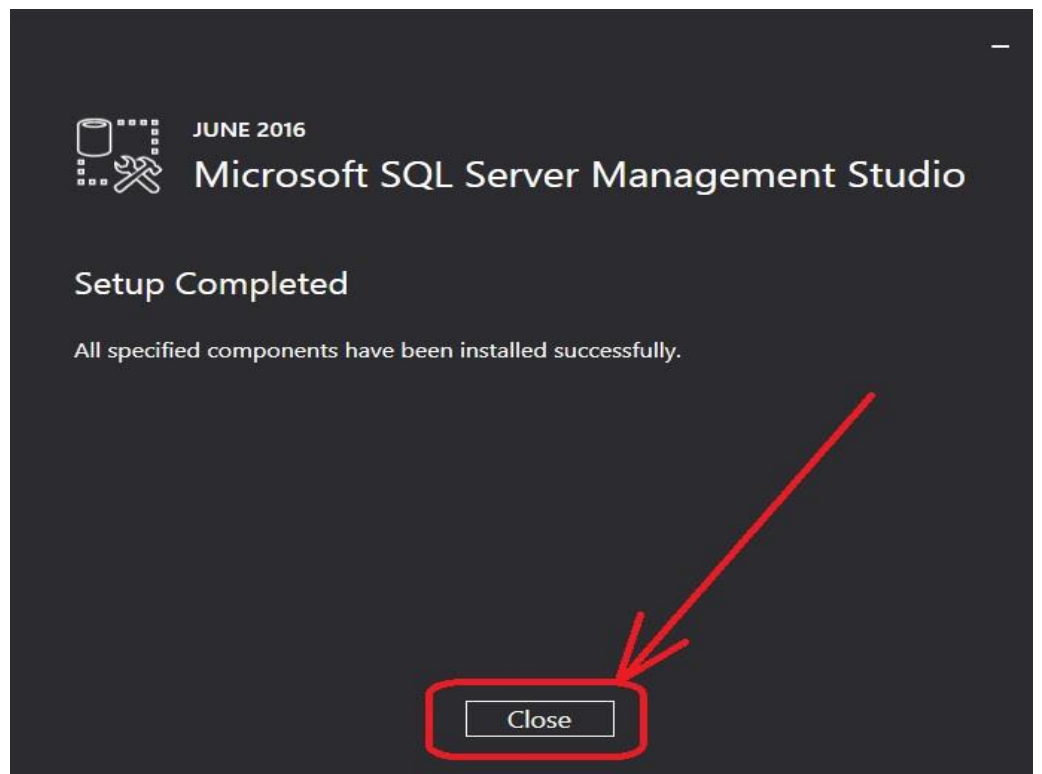 JUNE 2016
Microsoft SQL Server Management Studio
Setup Completed
All specified components have been installed successfully.
Close